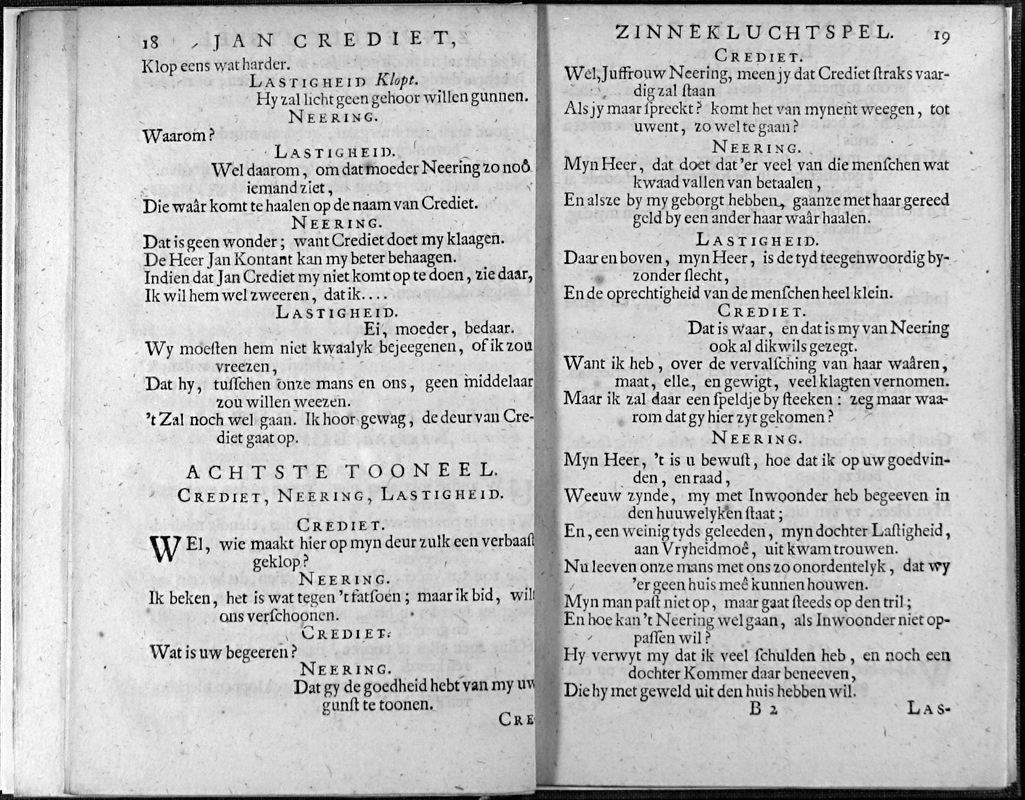 18 JAN CREDIET,
Klop eens wat harder.
LASTIGHEID Klopt.
Hy zal licht geen gehoor willen gunnen.
NEERING.
Waarom?
LASTIGHEID.
Wel daarom, om dat moeder Neering zo noô
iemand ziet,
Die waâr komt te haalen op de naam van Crediet.
NEERING.
Dat is geen wonder; want Crediet doet my klaagen.
De Heer Jan Kontant kan my beter behaagen.
Indien dat Jan Crediet my niet komt op te doen, zie daar,
Ik wil hem wel zweeren, dat ik....
LASTIGHEID.
Ei, moeder, bedaar.
Wy moeſten hem niet kwaalyk bejeegenen, of ik zou
vreezen,
Dat hy, tuſſchen onze mans en ons, geen middelaar
zou willen weezen.
't Zal noch wel gaan. Ik hoor gewag, de deur van Cre-
diet gaat op.
ACHTSTE TOONEEL.
CREDIET, NEERING, LASTIGHEID.
CREDIET.
WEl, wie maakt hier op myn deur zulk een verbaaſt
geklop?
NEERING.
Ik beken, het is wat tegen 't fatſoen; maar ik bid, wilt
ons verſchoonen.
CREDIET.
Wat is uw begeeren?
NEERING.
Dat gy de goedheid hebt van my uw
gunſt te toonen.
CRE
ZINNEKLUCHTSPEL. 19
CREDIET.
Wel, Juffrouw Neering, meen jy dat Crediet ſtraks vaar-
dig zal ſtaan
Als jy maar ſpreekt? komt het van mynent weegen, tot
uwent, zo wel te gaan?
NEERING.
Myn Heer, dat doet dat'er veel van die menſchen wat
kwaad vallen van betaalen,
En alsze by my geborgt hebben, gaanze met haar gereed
geld by een ander haar waâr haalen.
LASTIGHEID.
Daar en boven, myn Heer, is de tyd teegenwoordig by-
zonder ſlecht,
En de oprechtigheid van de menſchen heel klein.
CREDIET.
Dat is waar, en dat is my van Neering
ook al dikwils gezegt.
Want ik heb, over de vervalſching van haar waâren,
maat, elle, en gewigt, veel klagten vernomen.
Maar ik zal daar een ſpeldje by ſteeken: zeg maar waa-
rom dat gy hier zyt gekomen?
NEERING.
Myn Heer, 't is u bewuſt, hoe dat ik op uw goedvin-
den, en raad,
Weeuw zynde, my met Inwoonder heb begeeven in
den huuwelyken ſtaat;
En, een weinig tyds geleeden, myn dochter Laſtigheid,
aan Vryheidmoê, uit kwam trouwen.
Nu leeven onze mans met ons zo onordentelyk, dat wy
'er geen huis meê kunnen houwen.
Myn man paſt niet op, maar gaat ſteeds op den tril;
En hoe kan 't Neering wel gaan, als Inwoonder niet op-
paſſen wil?
Hy verwyt my dat ik veel ſchulden heb, en noch een
dochter Kommer daar beneeven,
Die hy met geweld uit den huis hebben wil.
B 2 LAS-